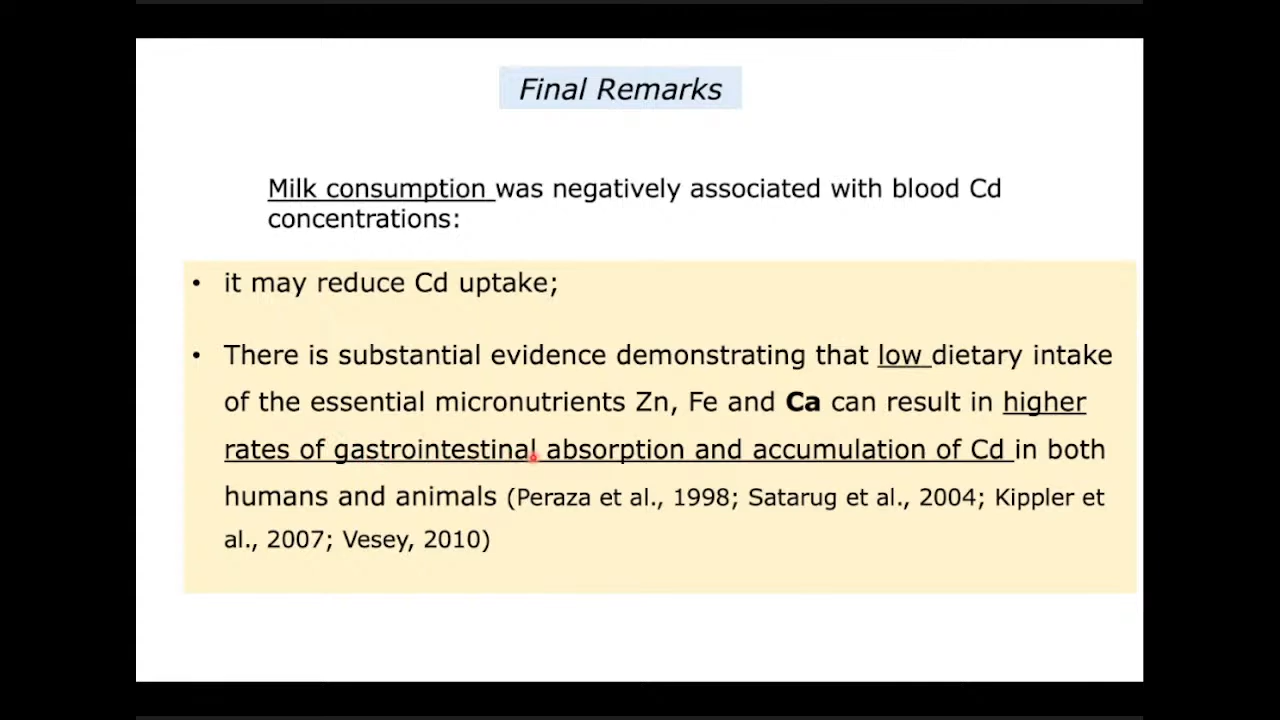 Final Remarks
Milk consumption was negatively associated with blood Cd
concentrations:
• it may reduce Cd uptake;
• There is substantial evidence demonstrating that low dietary intake
of the essential micronutrients Zn, Fe and Ca can result in higher
rates of gastrointestinal absorption and accumulation of Cd in both
humans and animals (Peraza et al., 1998; Satarug et al., 2004; Kippler et
al., 2007; Vesey, 2010)